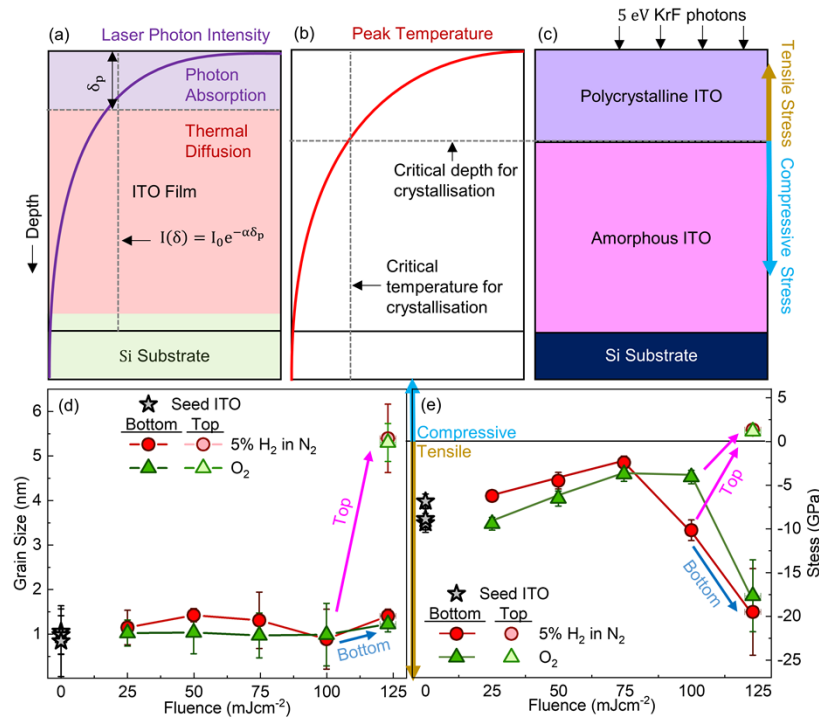 (a) Laser Photon Intensity
δp
Photon
Absorption
Thermal
Diffusion
ITO Film
I(δ) = I₀e^−αδp
Depth
Si Substrate
(b) Peak Temperature
Critical depth for
crystallisation
Critical
temperature for
crystallisation
(c) 5 eV KrF photons
Polycrystalline ITO
Amorphous ITO
Si Substrate
Tensile Stress
Compressive Stress
(d)
Seed ITO
Bottom Top
5% H₂ in N₂
O₂
Top
Bottom
Grain Size (nm)
6
5
4
3
2
1
0 25 50 75 100 125
Fluence (mJcm⁻²)
(e)
Compressive
Tensile
Top
Bottom
Seed ITO
Bottom Top
5% H₂ in N₂
O₂
Stess (GPa)
5
0
-5
-10
-15
-20
-25
0 25 50 75 100 125
Fluence (mJcm⁻²)